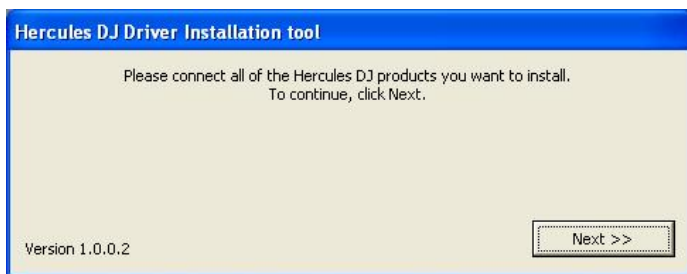 Hercules DJ Driver Installation tool
Please connect all of the Hercules DJ products you want to install.
To continue, click Next.
Version 1.0.0.2
Next >>